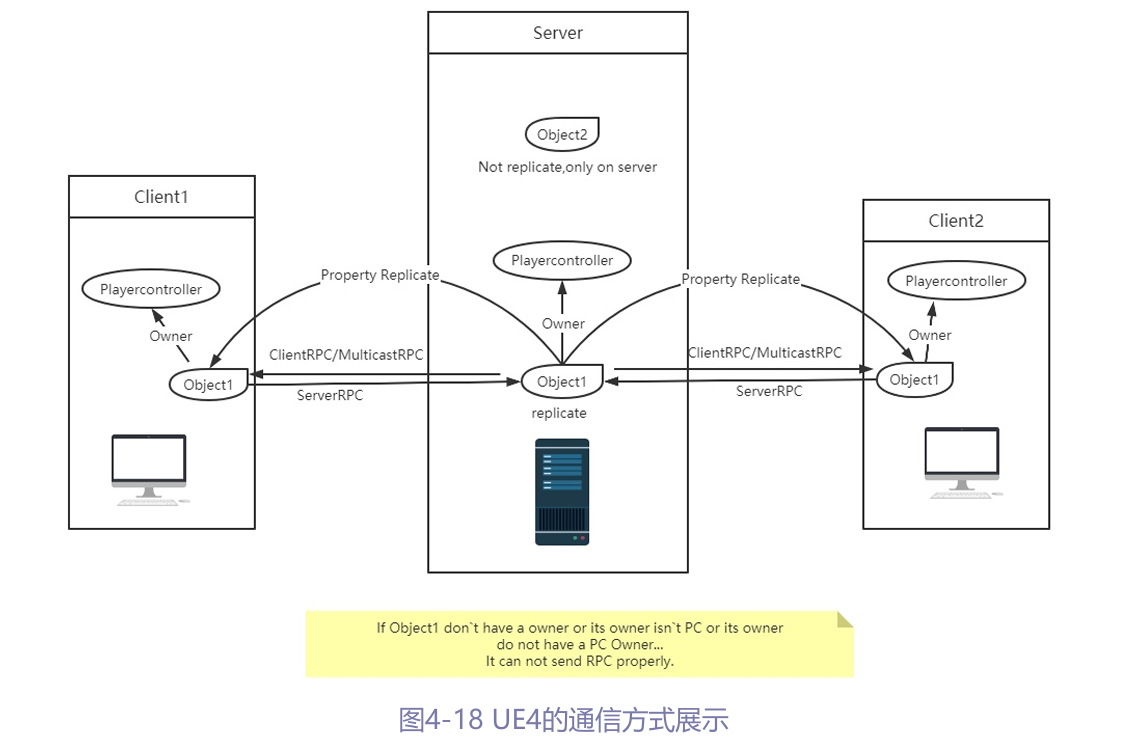 Server
Object2
Not replicate,only on server
Client1
Client2
Playercontroller
Property Replicate
Property Replicate
Playercontroller
Playercontroller
Owner
Owner
Owner
ClientRPC/MulticastRPC
ClientRPC/MulticastRPC
Object1
Object1
Object1
ServerRPC
ServerRPC
replicate
If Object1 don`t have a owner or its owner isn`t PC or its owner
do not have a PC Owner...
It can not send RPC properly.
图4-18 UE4的通信方式展示